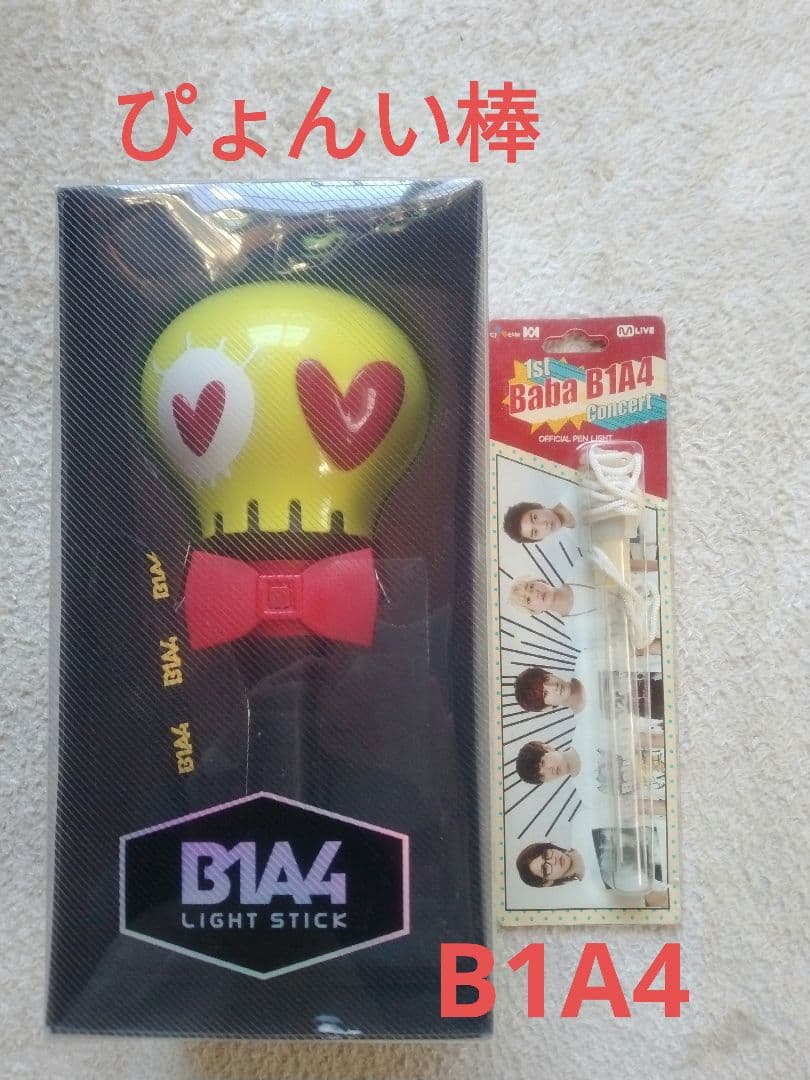 ぴょんい棒
LIVE
1st
Baba B1A4
Concert
OFFICIAL PEN LIGHT
B1A4
B1A4
B1A4
B1A4
LIGHT STICK
B1A4